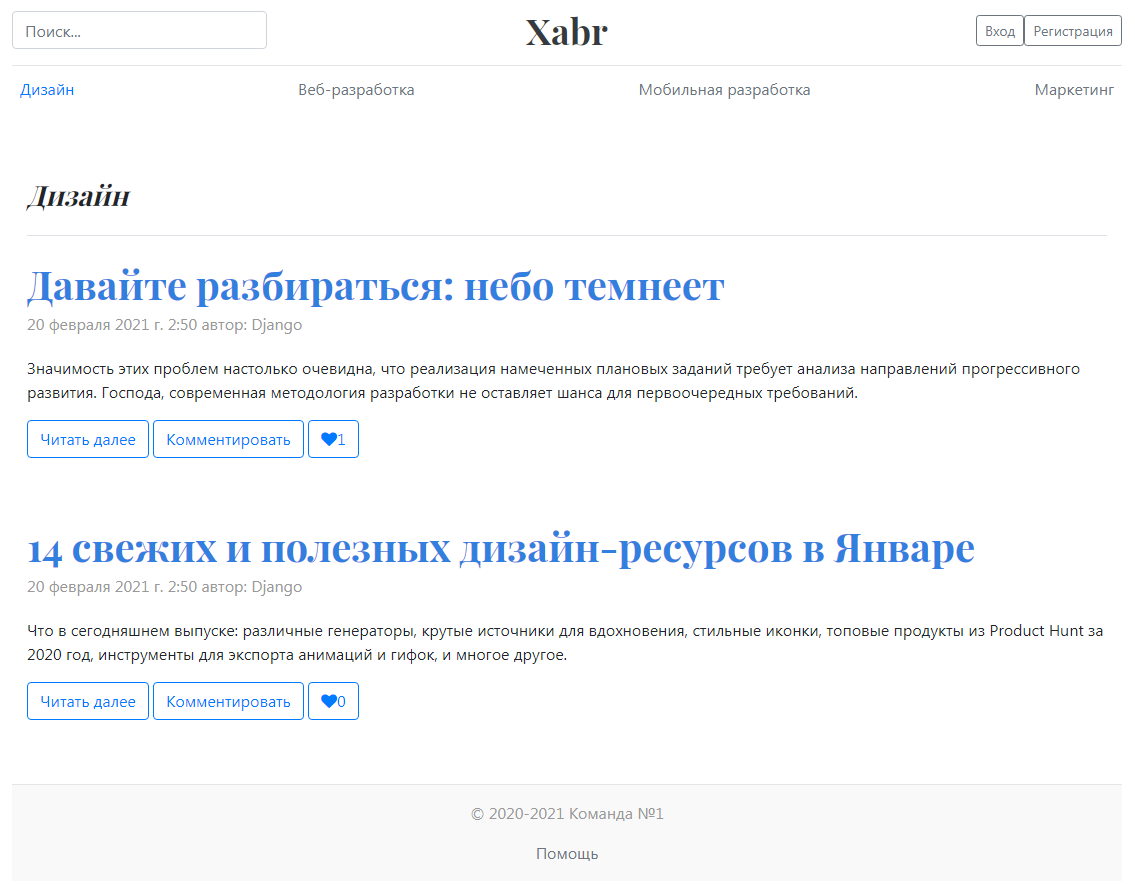 Поиск...
Xabr
Вход
Регистрация
Дизайн
Веб-разработка
Мобильная разработка
Маркетинг
Дизайн
Давайте разбираться: небо темнеет
20 февраля 2021 г. 2:50 автор: Django
Значимость этих проблем настолько очевидна, что реализация намеченных плановых заданий требует анализа направлений прогрессивного
развития. Господа, современная методология разработки не оставляет шанса для первоочередных требований.
Читать далее
Комментировать
1
14 свежих и полезных дизайн-ресурсов в Январе
20 февраля 2021 г. 2:50 автор: Django
Что в сегодняшнем выпуске: различные генераторы, крутые источники для вдохновения, стильные иконки, топовые продукты из Product Hunt за
2020 год, инструменты для экспорта анимаций и гифок, и многое другое.
Читать далее
Комментировать
0
© 2020-2021 Команда №1
Помощь